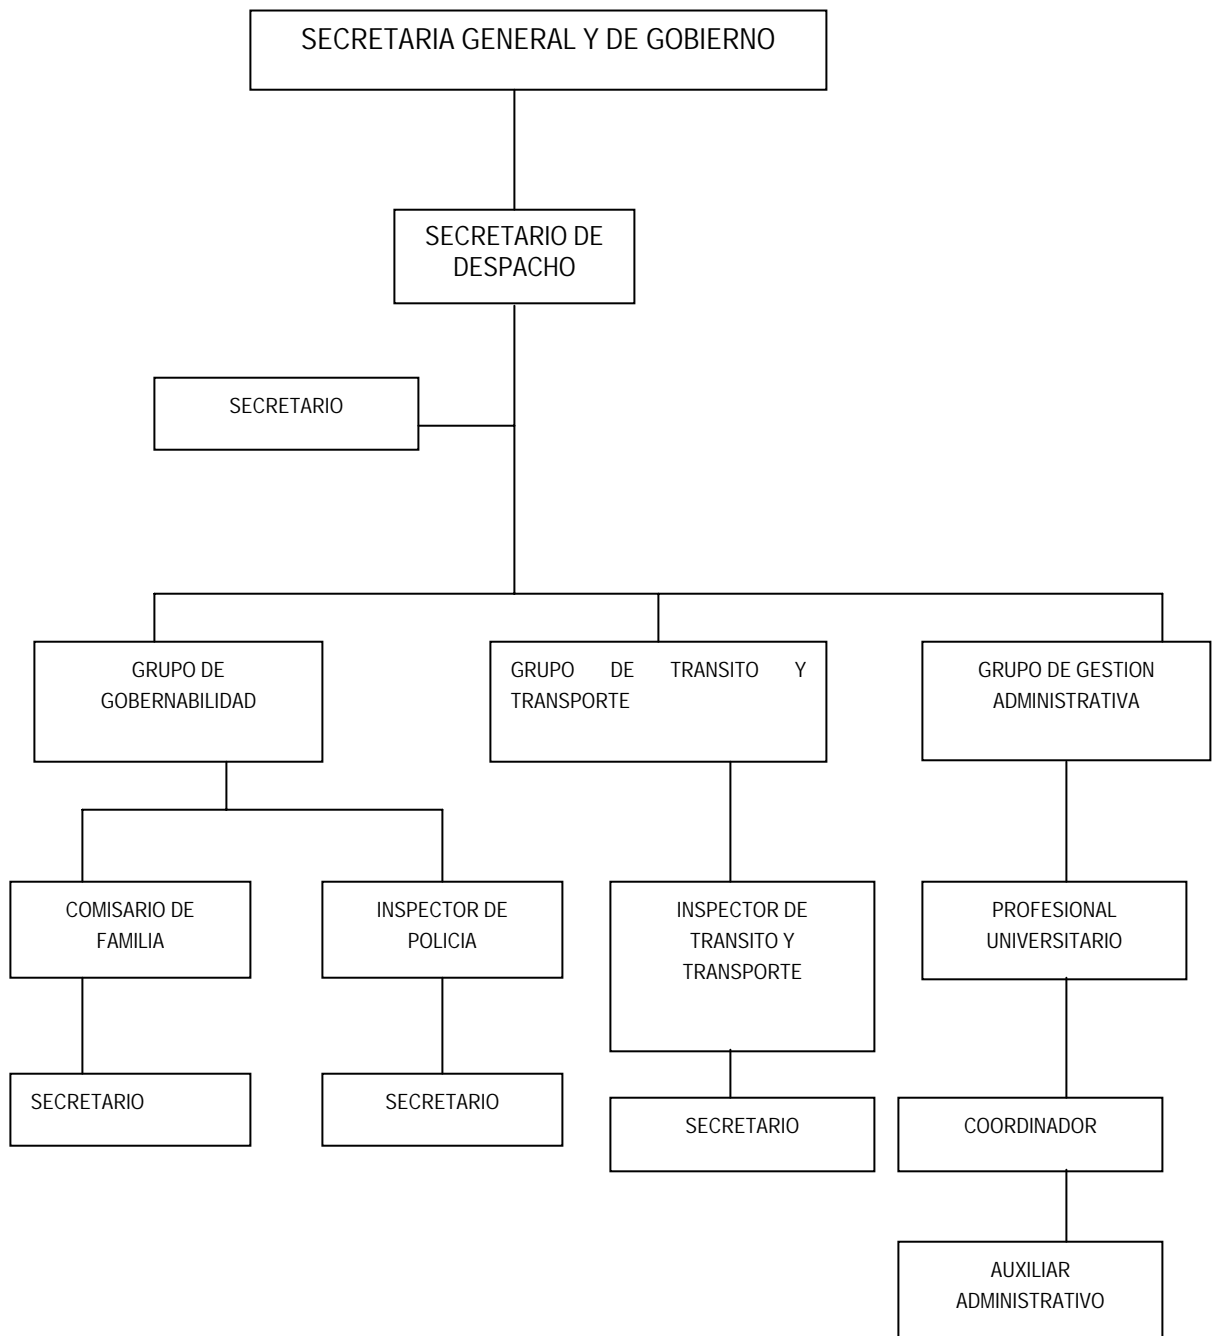 SECRETARIA GENERAL Y DE GOBIERNO
SECRETARIO DE
DESPACHO
SECRETARIO
GRUPO DE
GOBERNABILIDAD
GRUPO DE TRANSITO Y
TRANSPORTE
GRUPO DE GESTION
ADMINISTRATIVA
COMISARIO DE
FAMILIA
INSPECTOR DE
POLICIA
INSPECTOR DE
TRANSITO Y
TRANSPORTE
PROFESIONAL
UNIVERSITARIO
SECRETARIO
SECRETARIO
SECRETARIO
COORDINADOR
AUXILIAR
ADMINISTRATIVO